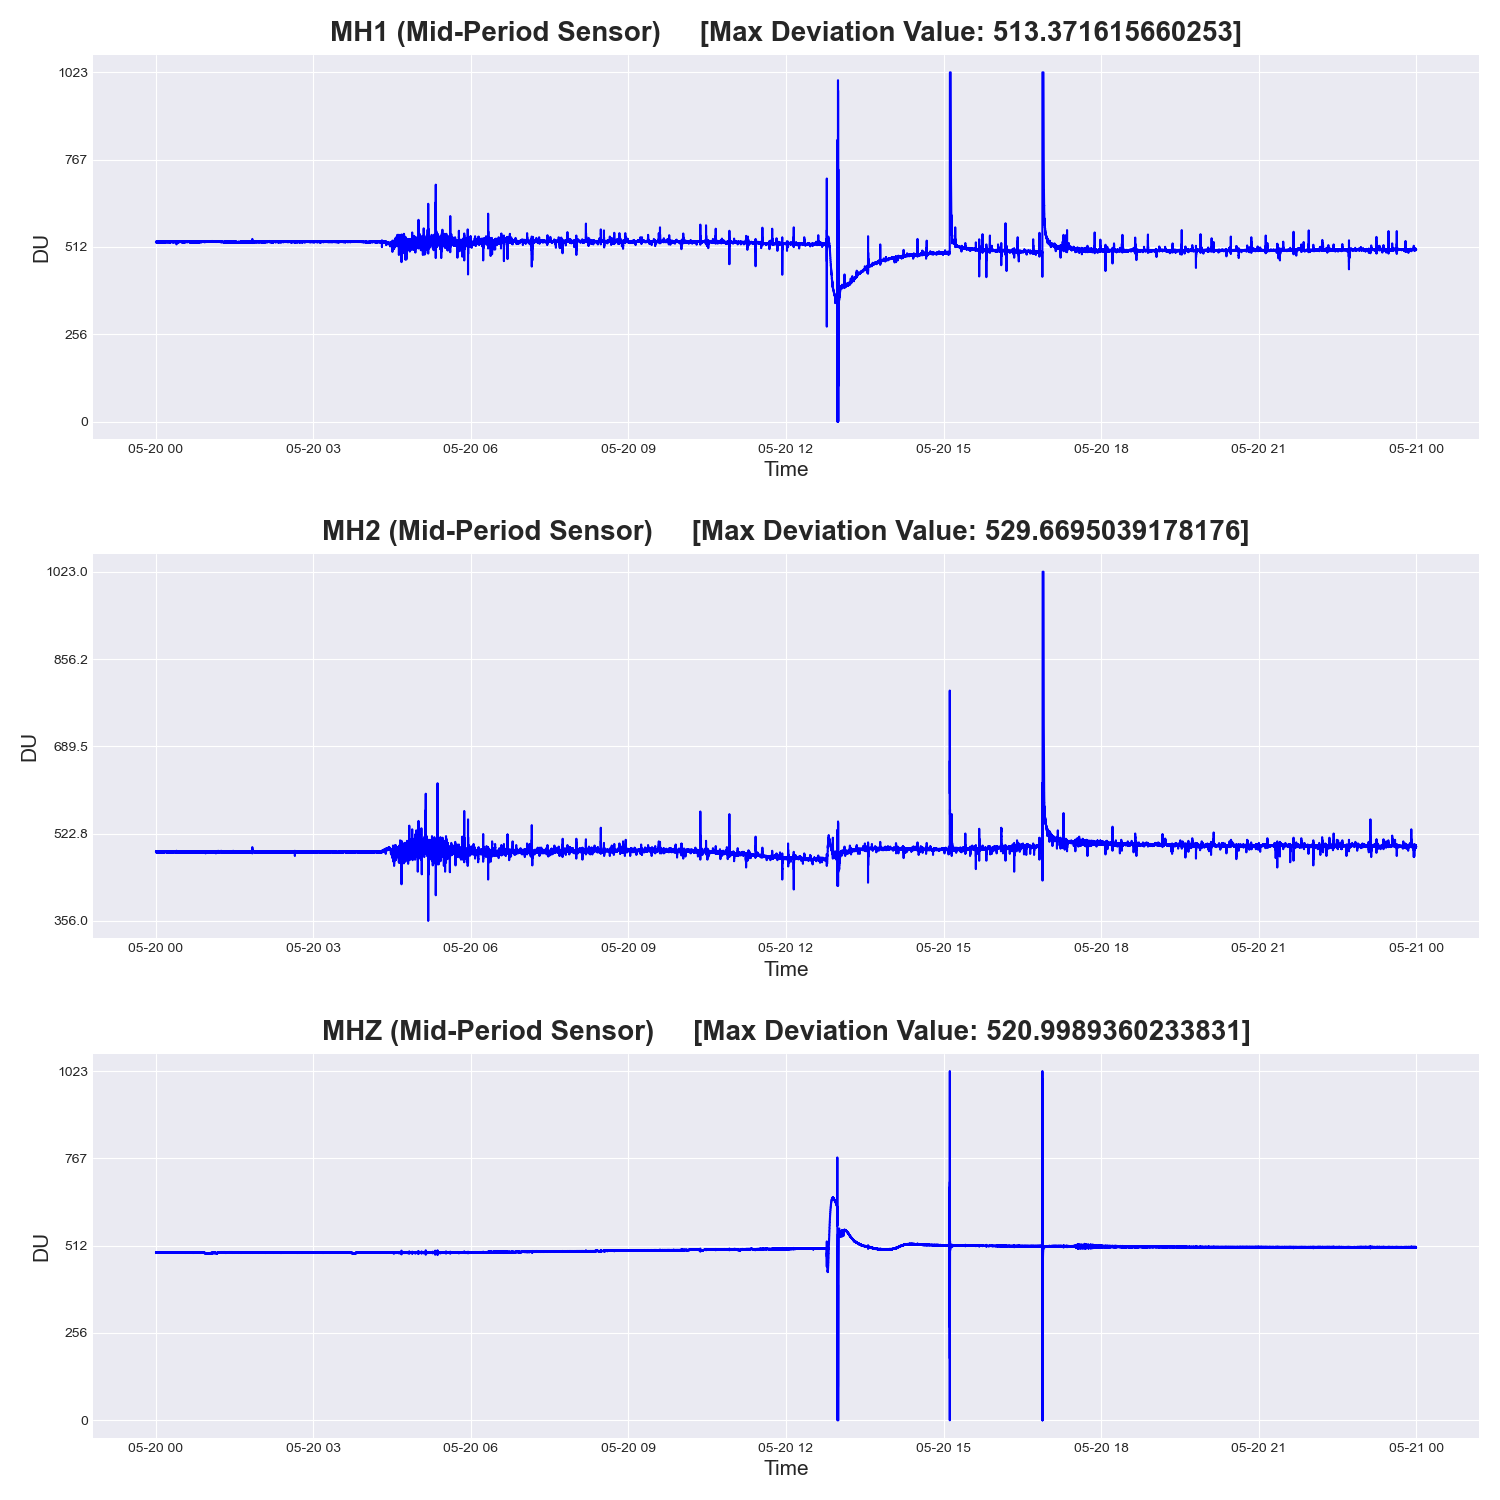 MH1 (Mid-Period Sensor) [Max Deviation Value: 513.371615660253]
1023
767
512
256
0
DU
05-20 00 05-20 03 05-20 06 05-20 09 05-20 12 05-20 15 05-20 18 05-20 21 05-21 00
Time
MH2 (Mid-Period Sensor) [Max Deviation Value: 529.6695039178176]
1023.0
856.2
689.5
522.8
356.0
DU
05-20 00 05-20 03 05-20 06 05-20 09 05-20 12 05-20 15 05-20 18 05-20 21 05-21 00
Time
MHZ (Mid-Period Sensor) [Max Deviation Value: 520.9989360233831]
1023
767
512
256
0
DU
05-20 00 05-20 03 05-20 06 05-20 09 05-20 12 05-20 15 05-20 18 05-20 21 05-21 00
Time